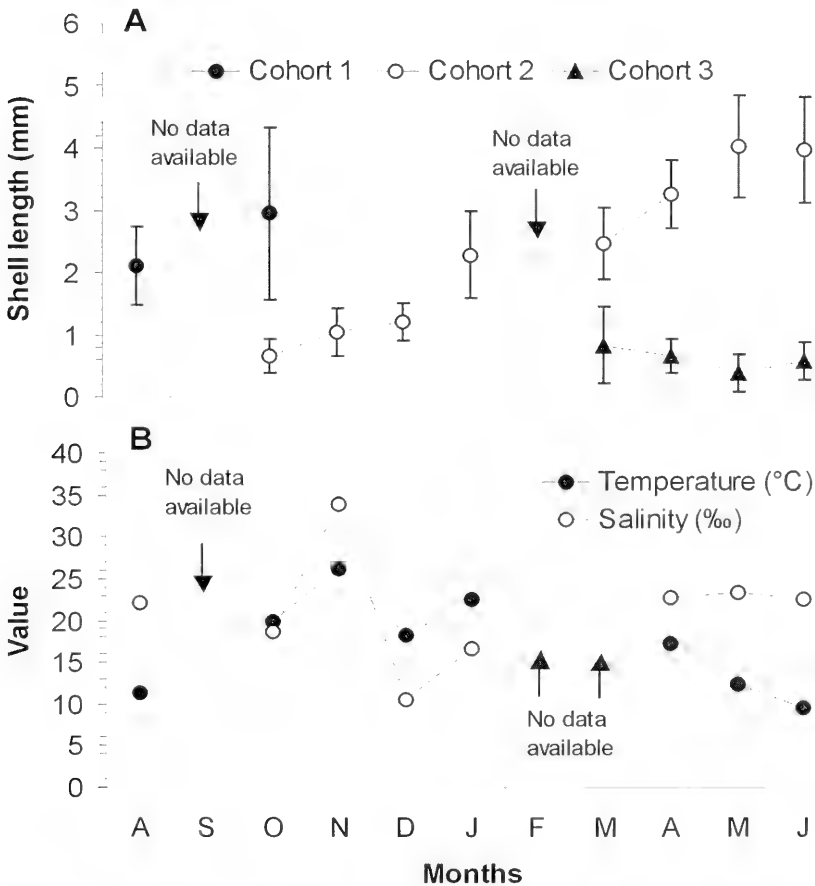 A
6
Cohort 1 Cohort 2 Cohort 3
5
No data
available
No data
available
4
3
2
1
0
Shell length (mm)
B
40
No data
available
Temperature (°C)
Salinity (‰)
35
30
25
20
15
10
5
0
Value
No data
available
A S O N D J F M A M J
Months